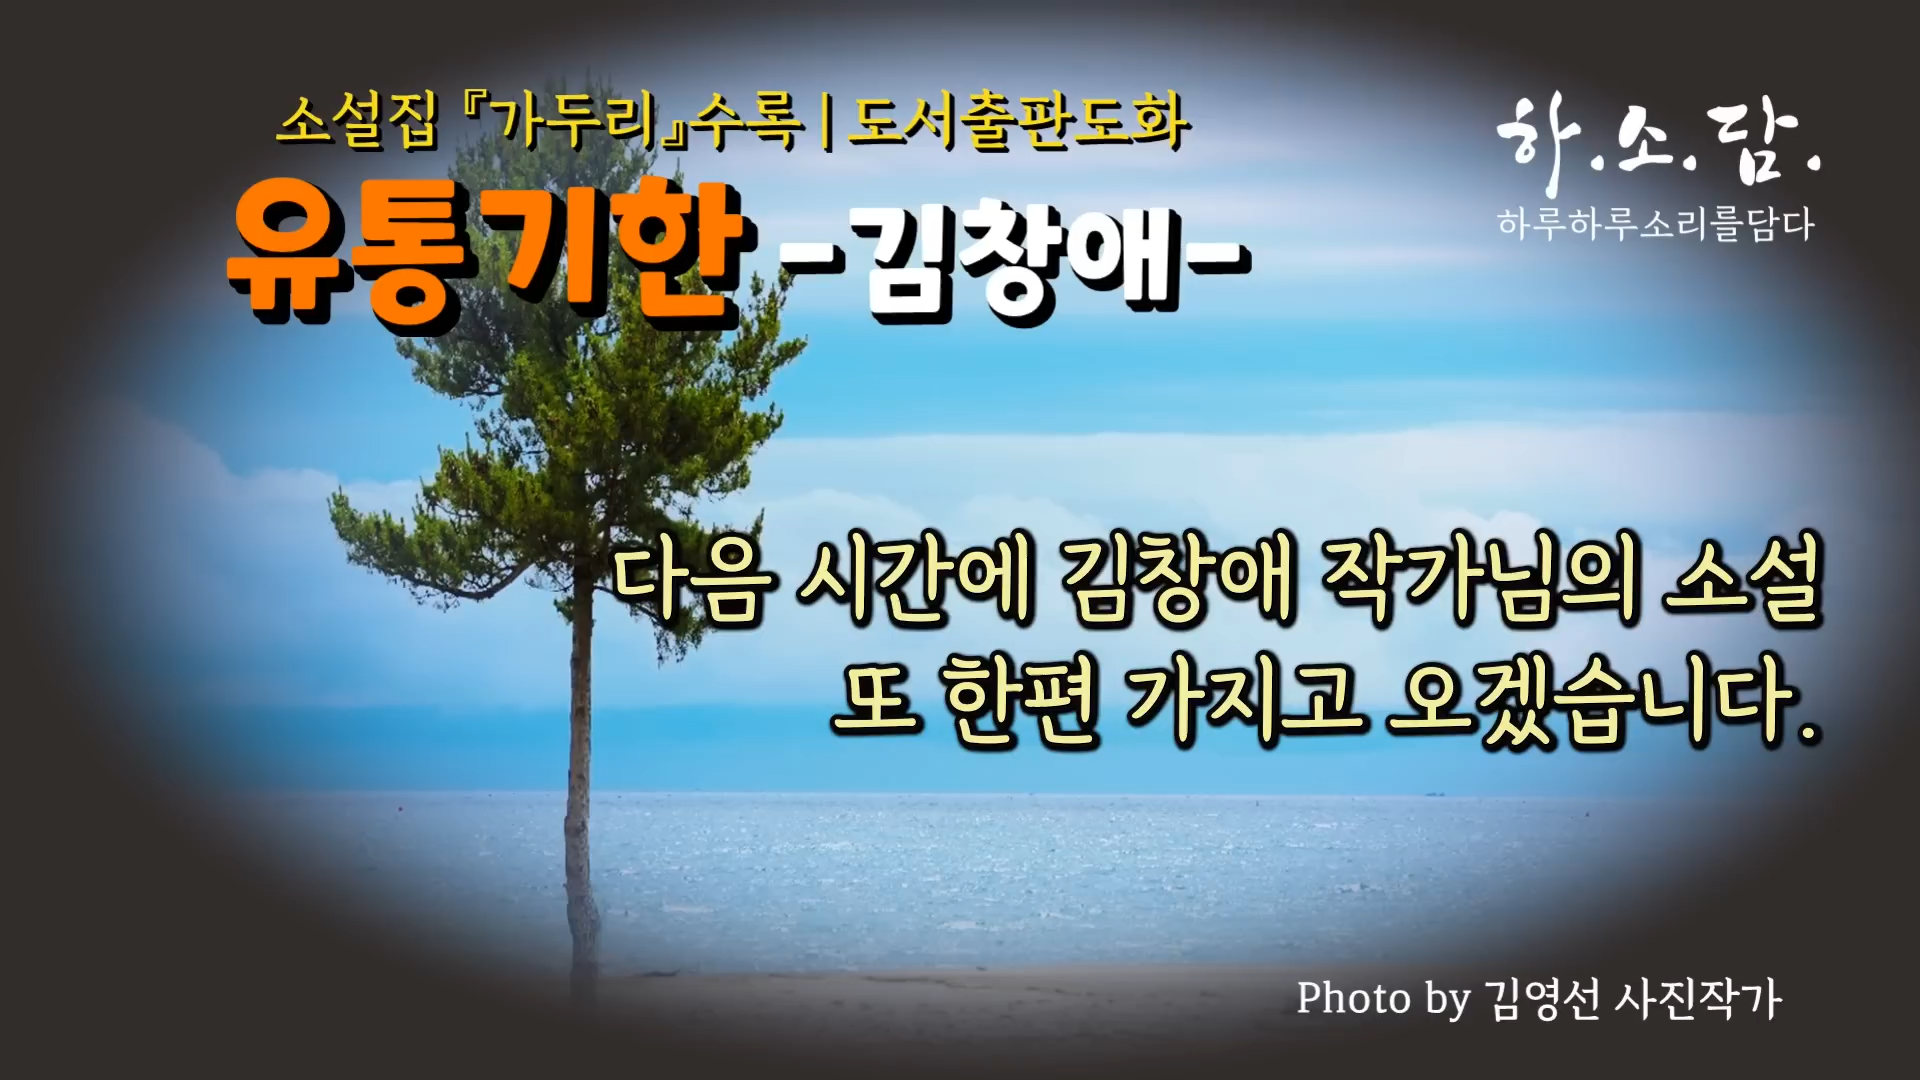 소설집 『가두리』수록 | 도서출판도화
유통기한 -김창애-
하.소.담.
하루하루소리를담다
다음 시간에 김창애 작가님의 소설
또 한편 가지고 오겠습니다.
Photo by 김영선 사진작가